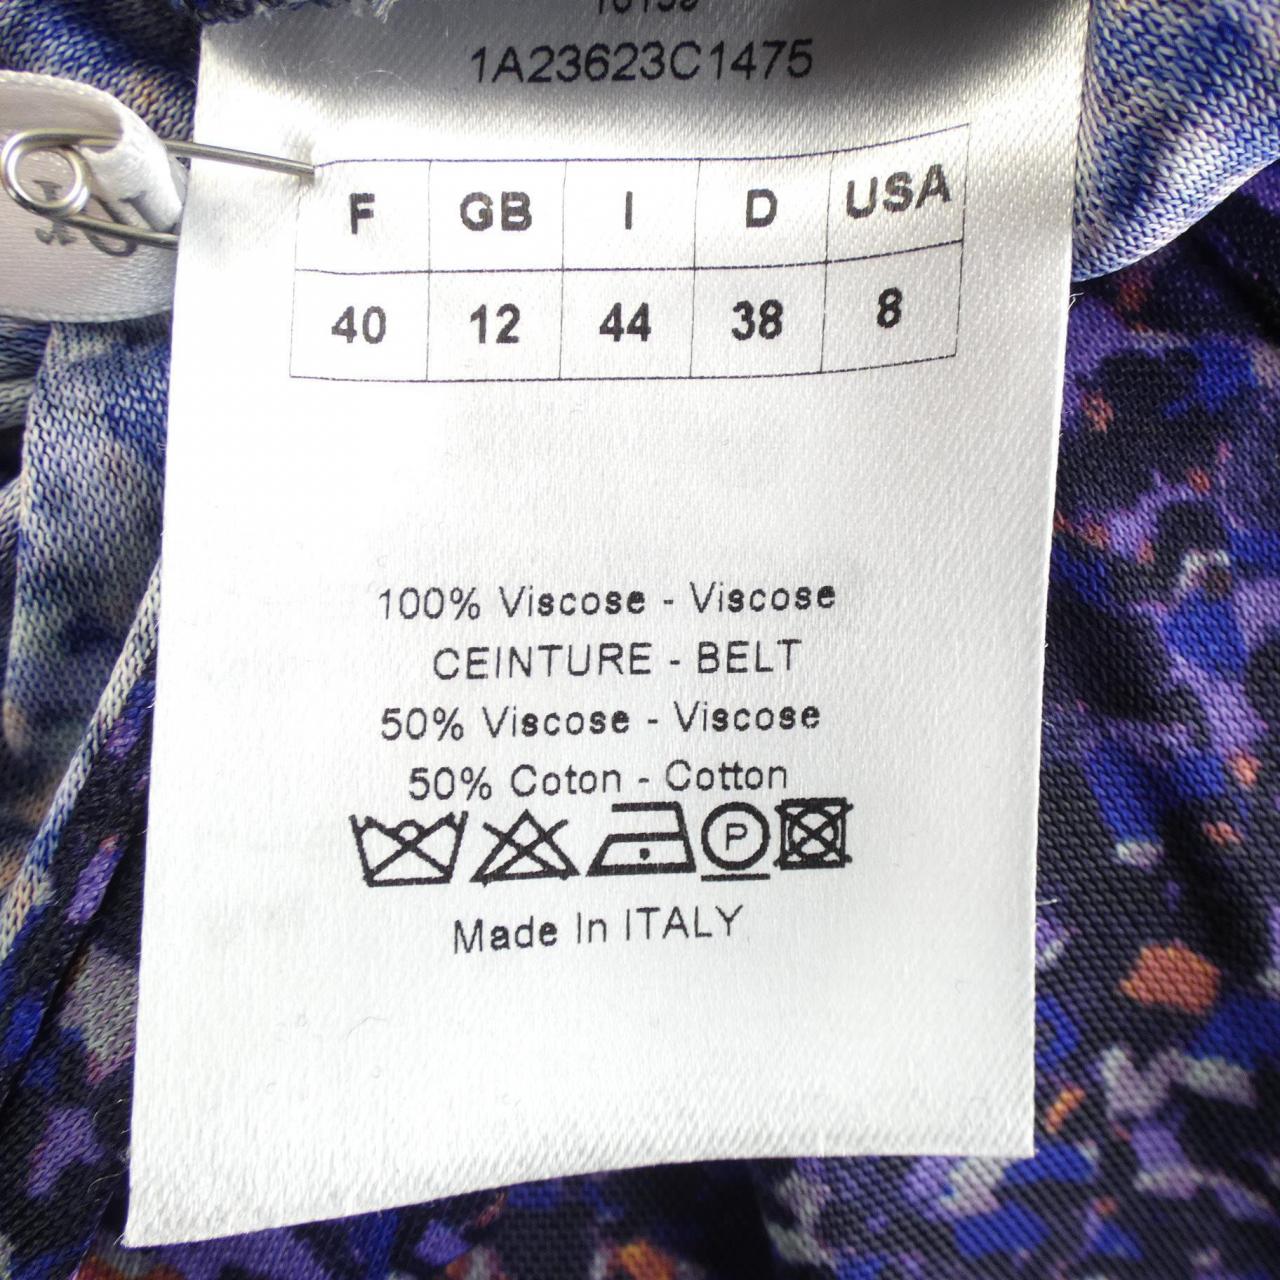 1A23623C1475
F GB I D USA
40 12 44 38 8
100% Viscose - Viscose
CEINTURE - BELT
50% Viscose - Viscose
50% Coton - Cotton
P
Made In ITALY